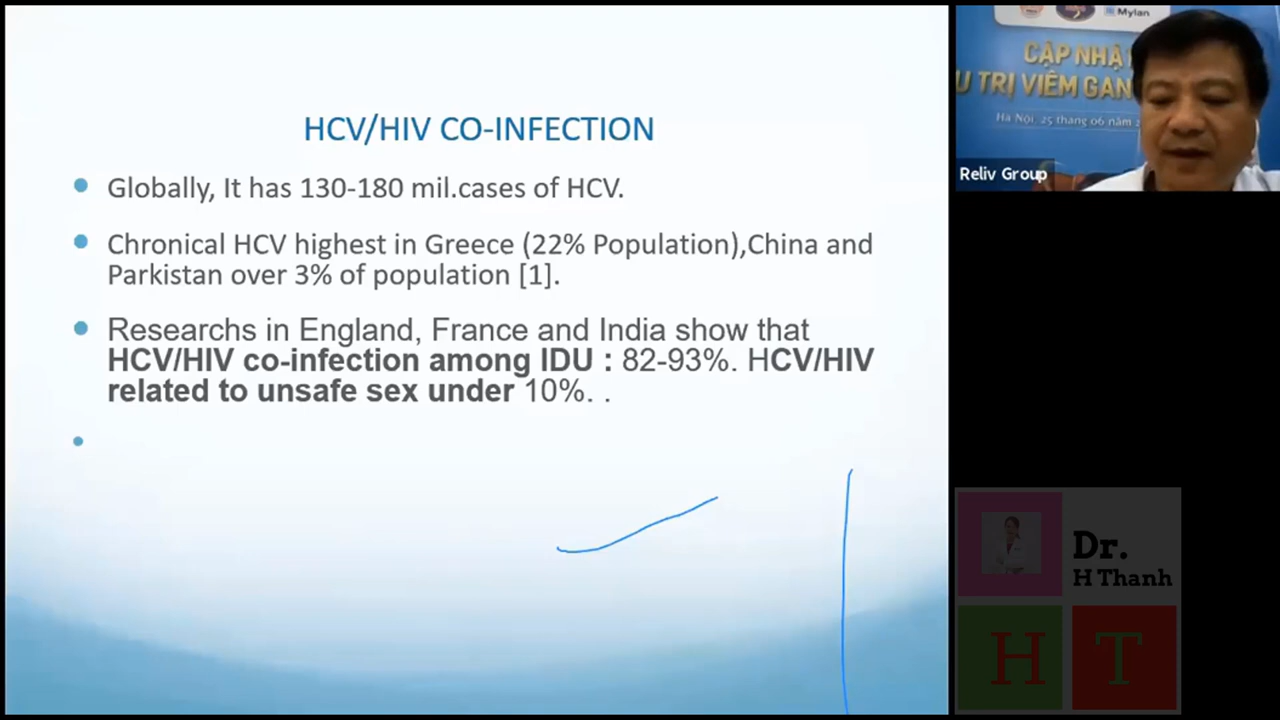 HCV/HIV CO-INFECTION
Globally, It has 130-180 mil.cases of HCV.
Chronical HCV highest in Greece (22% Population),China and
Parkistan over 3% of population [1].
Researchs in England, France and India show that
HCV/HIV co-infection among IDU : 82-93%. HCV/HIV
related to unsafe sex under 10%. .
Mylan
CẬP NHẬ
U TRỊ VIÊM GAN
Hà Nội, 25 tháng 06 năm 2
Reliv Group
Dr.
H Thanh
H T